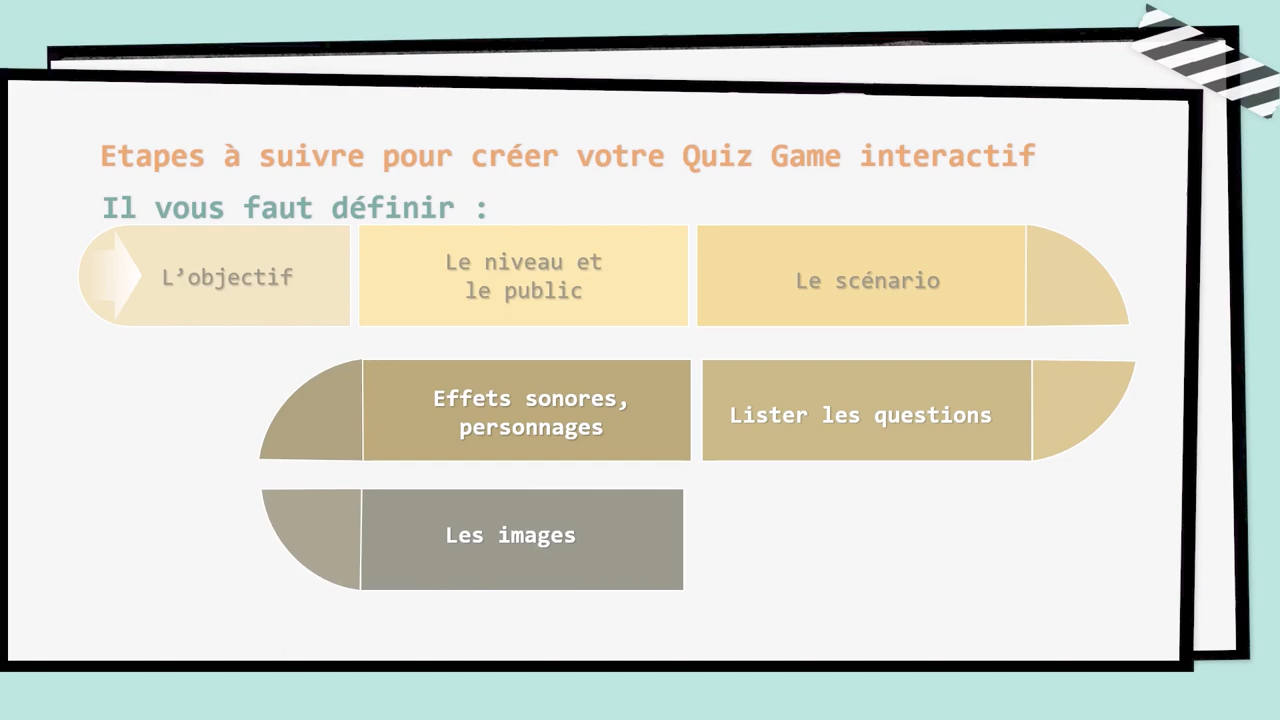 Etapes à suivre pour créer votre Quiz Game interactif
Il vous faut définir :
L’objectif
Le niveau et
le public
Le scénario
Lister les questions
Effets sonores,
personnages
Les images